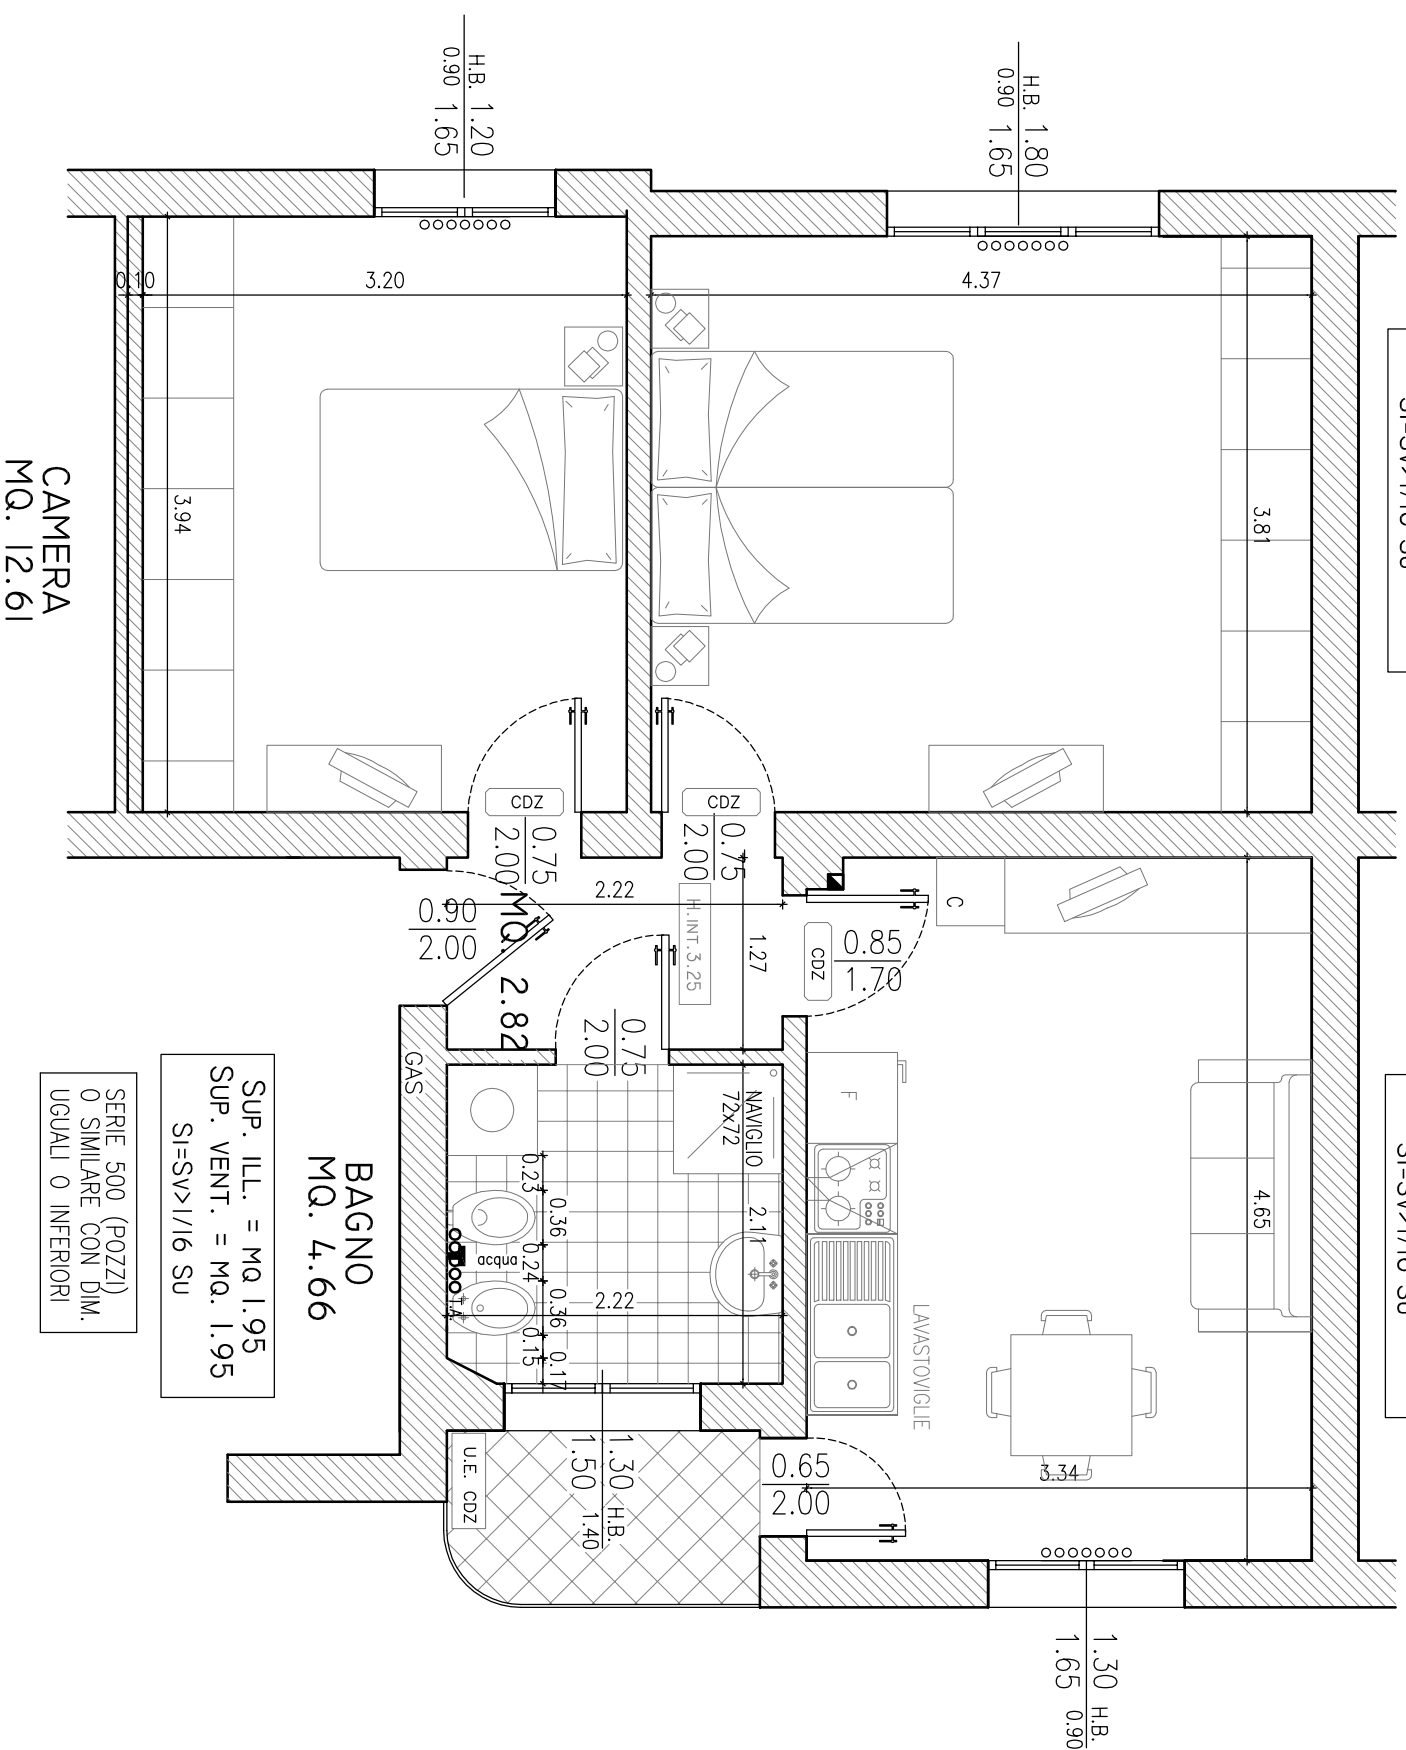 H.B. 1.20
0.90 1.65
H.B. 1.80
0.90 1.65
0.10
3.20
4.37
3.94
3.81
CAMERA
MQ. 12.61
CDZ
0.75
2.00
CDZ
0.75
2.00
2.22
0.90
2.00
MQ. 2.82
H.INT.3.25
1.27
CDZ
0.85
1.70
C
0.75
2.00
GAS
NAVIGLIO
72x72
F
2.11
4.65
0.23
0.36
0.24
0.36
0.15
0.17
acqua
2.22
LAVASTOVIGLIE
3.34
BAGNO
MQ. 4.66
SUP. ILL. = MQ 1.95
SUP. VENT. = MQ. 1.95
SI=SV>1/16 SU
SERIE 500 (POZZI)
O SIMILARE CON DIM.
UGUALI O INFERIORI
U.E. CDZ
1.30 H.B.
1.50 1.40
0.65
2.00
1.30 H.B.
1.65 0.90